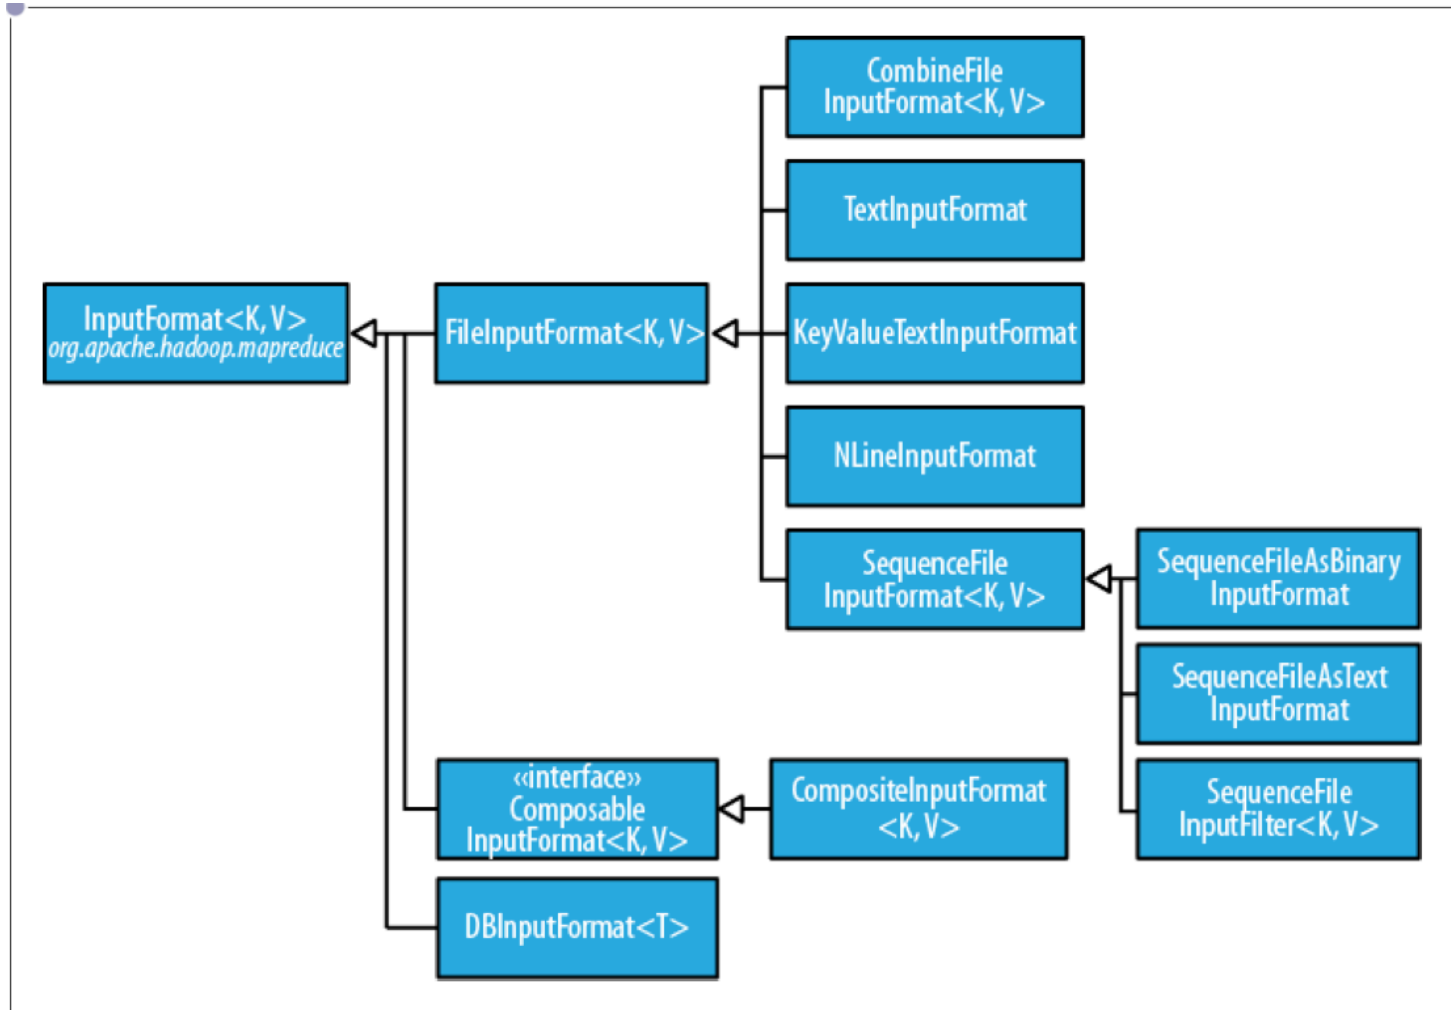 CombineFile
InputFormat<K, V>
TextInputFormat
InputFormat<K, V>
org.apache.hadoop.mapreduce
FileInputFormat<K, V>
KeyValueTextInputFormat
NLineInputFormat
SequenceFile
InputFormat<K, V>
SequenceFileAsBinary
InputFormat
SequenceFileAsText
InputFormat
«interface»
Composable
InputFormat<K, V>
CompositeInputFormat
<K, V>
SequenceFile
InputFilter<K, V>
DBInputFormat<T>